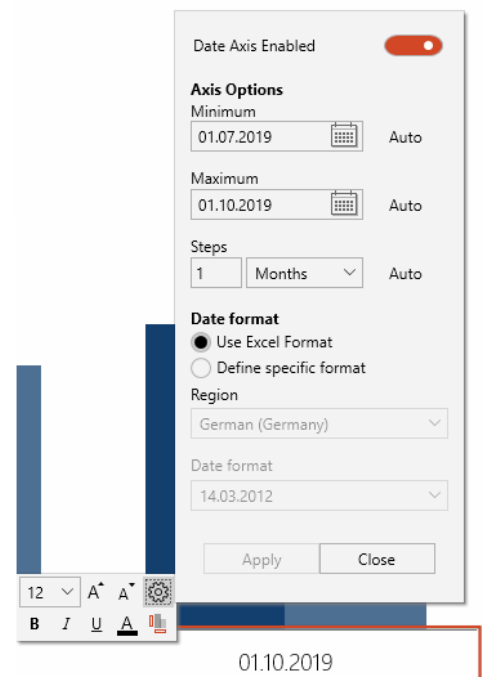 Date Axis Enabled
Axis Options
Minimum
01.07.2019 Auto
Maximum
01.10.2019 Auto
Steps
1 Months Auto
Date format
Use Excel Format
Define specific format
Region
German (Germany)
Date format
14.03.2012
Apply Close
12 A A
B I U A
01.10.2019